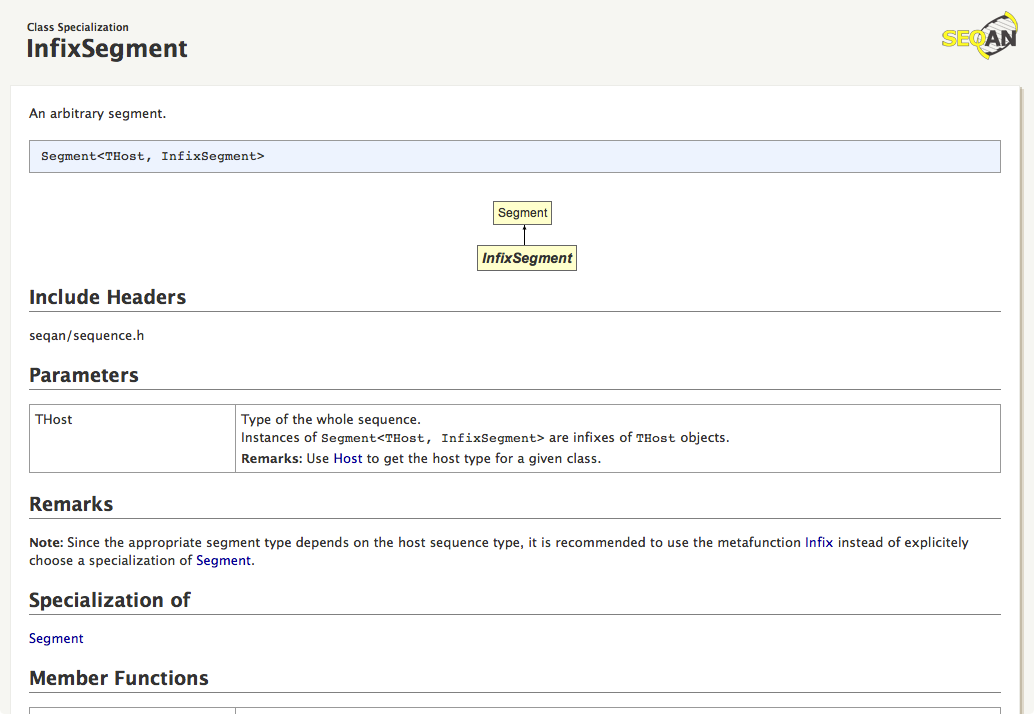 Class Specialization
InfixSegment
SEQAN
An arbitrary segment.
Segment<THost, InfixSegment>
Segment
InfixSegment
Include Headers
seqan/sequence.h
Parameters
THost
Type of the whole sequence.
Instances of Segment<THost, InfixSegment> are infixes of THost objects.
Remarks: Use Host to get the host type for a given class.
Remarks
Note: Since the appropriate segment type depends on the host sequence type, it is recommended to use the metafunction Infix instead of explicitely
choose a specialization of Segment.
Specialization of
Segment
Member Functions